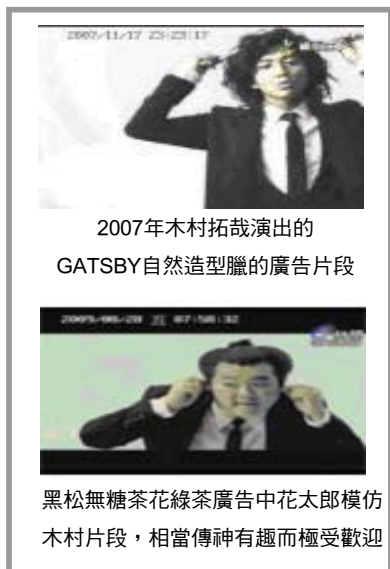 2007/11/17 23:23:17
2007年木村拓哉演出的
GATSBY自然造型臘的廣告片段
黑松無糖茶花綠茶廣告中花太郎模仿
木村片段，相當傳神有趣而極受歡迎